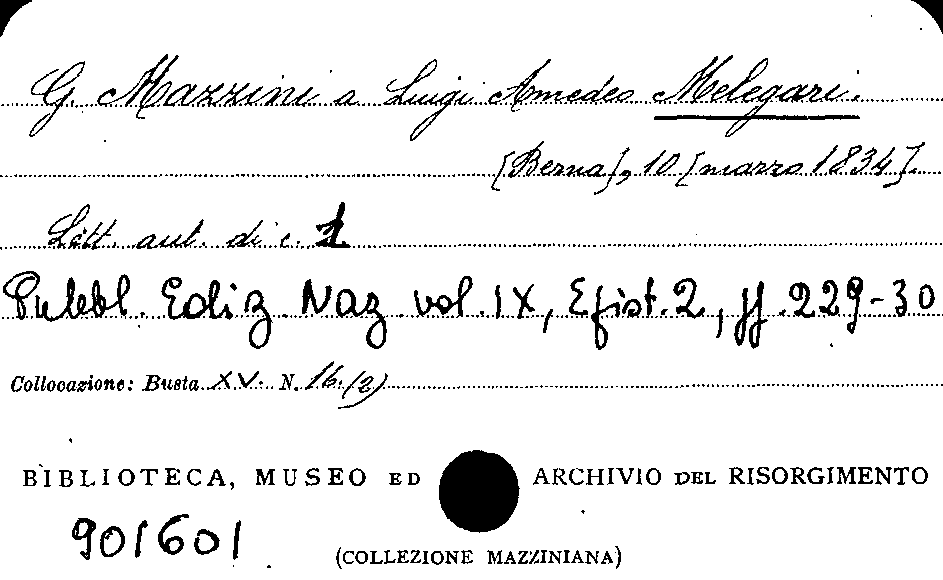 G. Mazzini a Luigi Amedeo Melegari.
[Berna], 10 [marzo 1834].
Lett. aut. di c. 1
Pubbl. Ediz. Naz. vol. IX, Epist. 2, pp. 229-30
Collocazione: Busta XV. N. 16.(2)
BIBLIOTECA, MUSEO ED ARCHIVIO DEL RISORGIMENTO
901601
(COLLEZIONE MAZZINIANA)